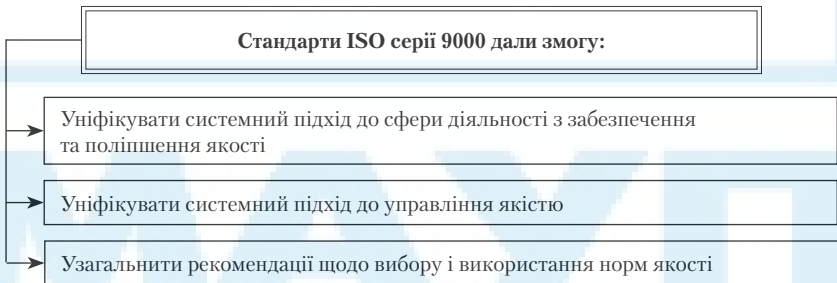 Стандарти ISO серії 9000 дали змогу:
Уніфікувати системний підхід до сфери діяльності з забезпечення
та поліпшення якості
Уніфікувати системний підхід до управління якістю
Узагальнити рекомендації щодо вибору і використання норм якості